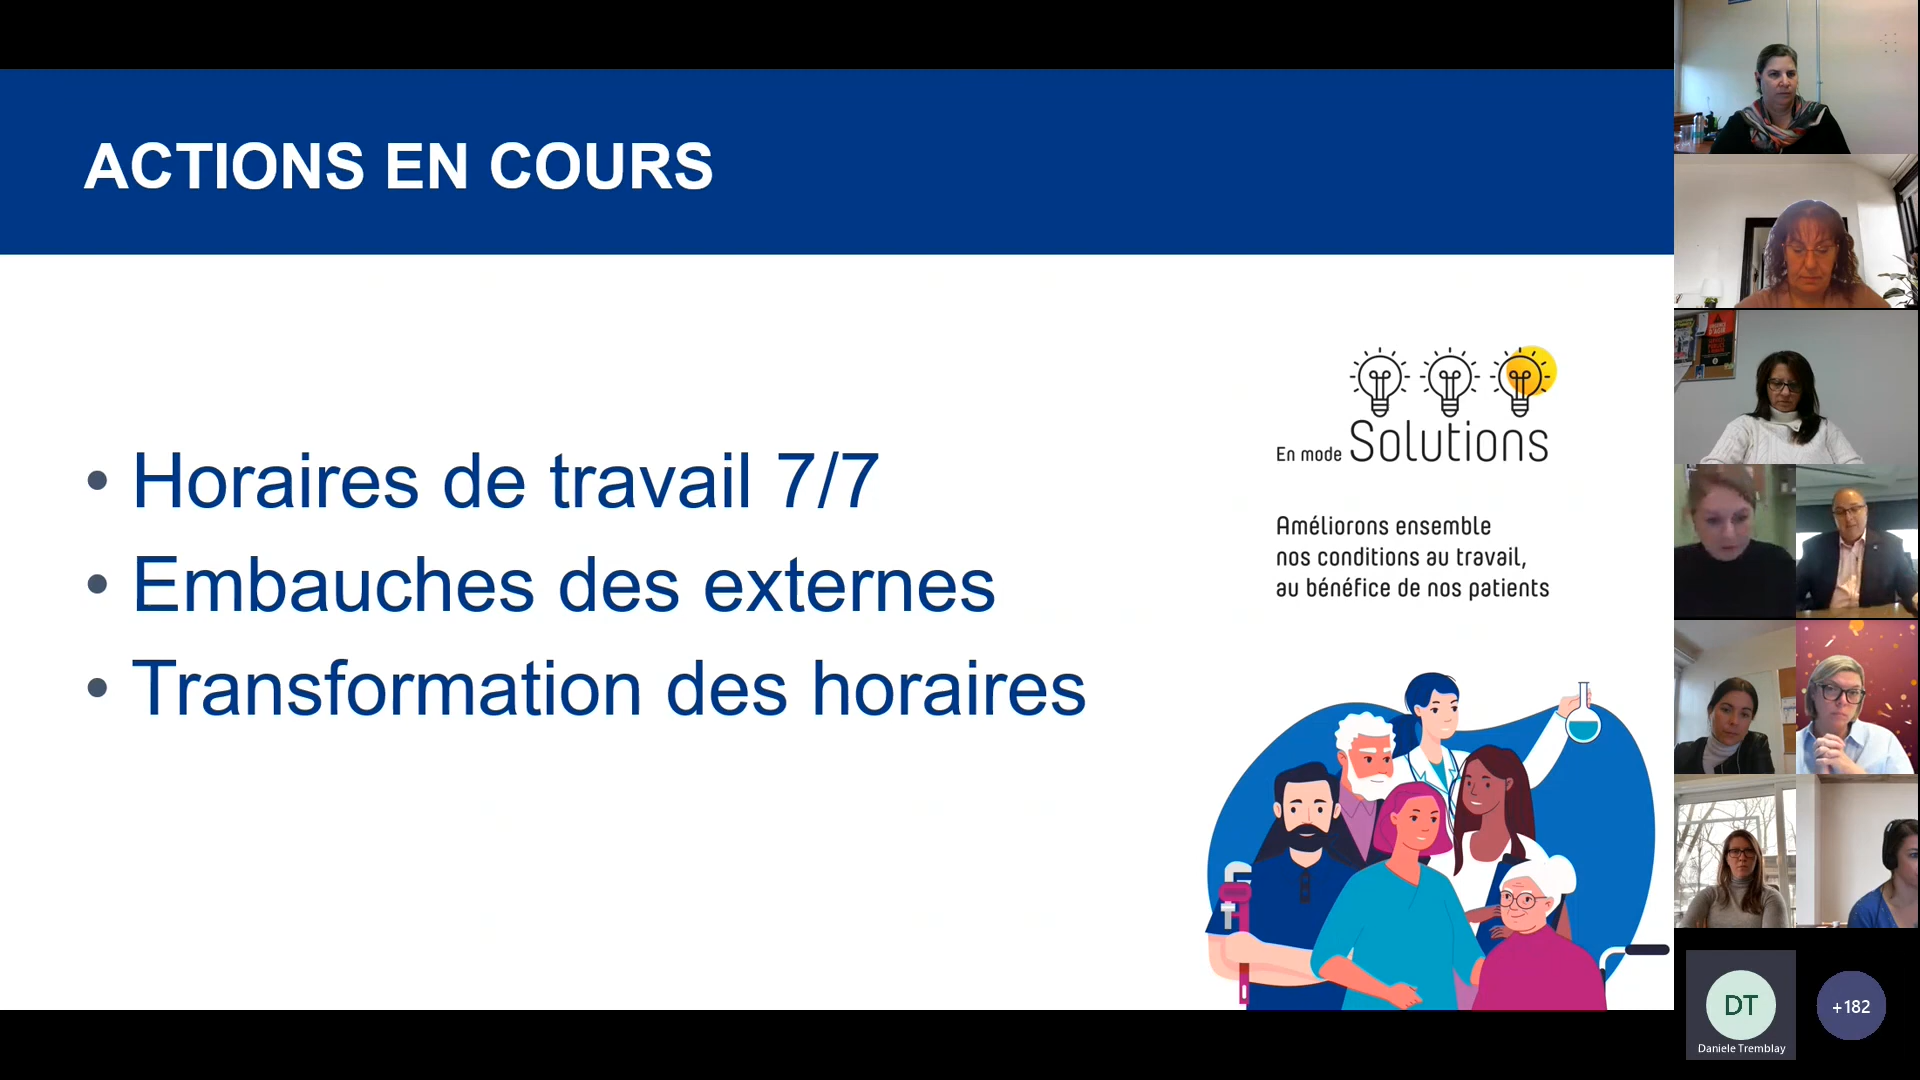 ACTIONS EN COURS
• Horaires de travail 7/7
• Embauches des externes
• Transformation des horaires
En mode Solutions
Améliorons ensemble
nos conditions au travail,
au bénéfice de nos patients
DT
Daniele Tremblay
+182